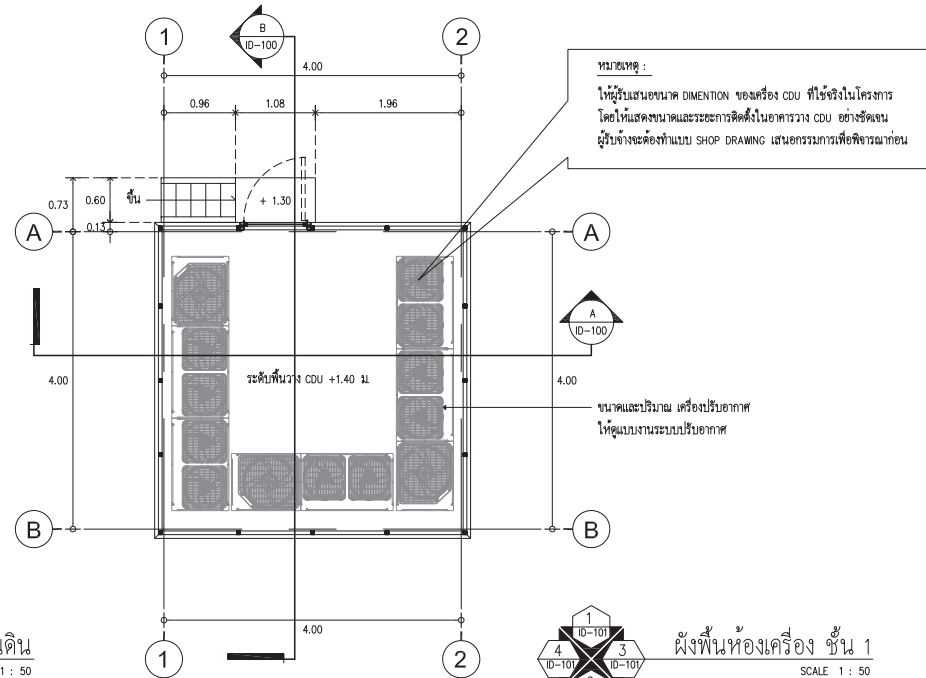 B
ID-100
1
2
4.00
0.96
1.08
1.96
หมายเหตุ :
ให้ผู้รับเสนอขนาด DIMENTION ของเครื่อง CDU ที่ใช้จริงในโครงการ
โดยให้แสดงขนาดและระยะการติดตั้งในอาคารวาง CDU อย่างชัดเจน
ผู้รับจ้างจะต้องทำแบบ SHOP DRAWING เสนอกรรมการเพื่อพิจารณาก่อน
0.73
0.60
ขึ้น
+ 1.30
0.13
A
A
A
ID-100
4.00
ระดับพื้นวาง CDU +1.40 ม.
4.00
ขนาดและปริมาณ เครื่องปรับอากาศ
ให้ดูแบบงานระบบปรับอากาศ
B
B
4.00
1
2
นดิน
1 : 50
1
ID-101
4
ID-101
3
ID-101
ผังพื้นห้องเครื่อง ชั้น 1
SCALE 1 : 50